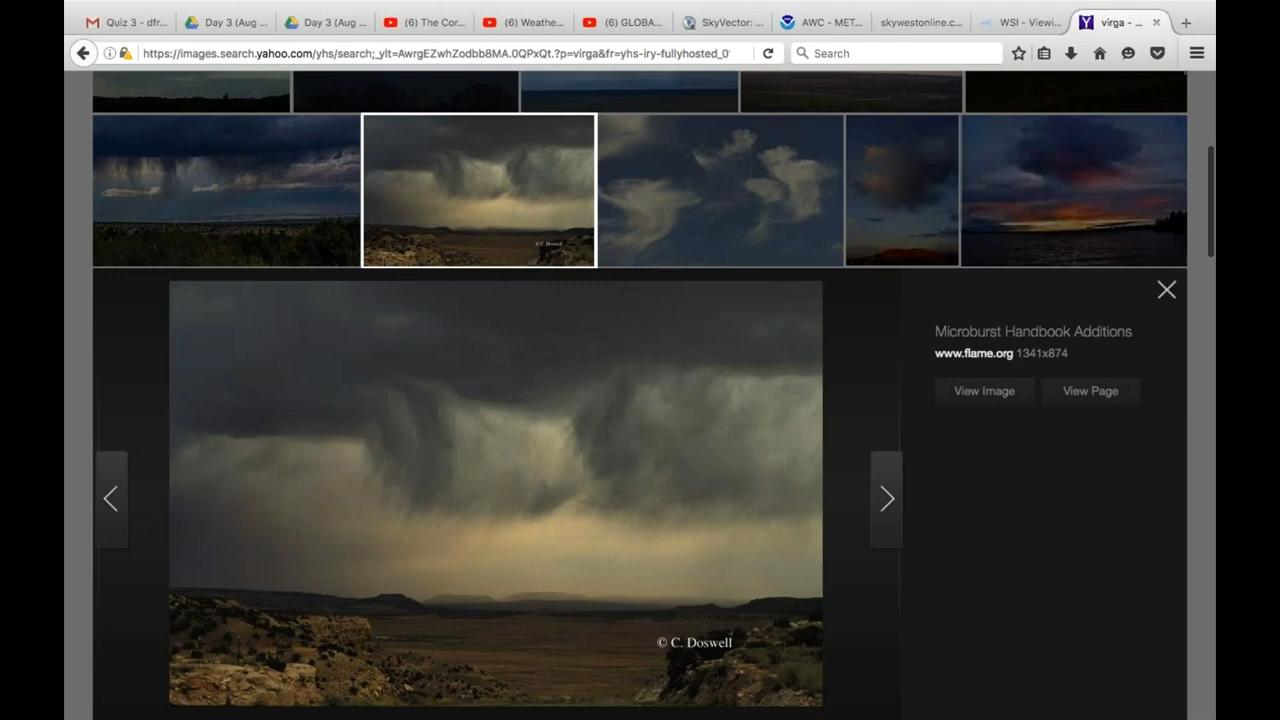 Quiz 3 - dfr...
Day 3 (Aug ...
Day 3 (Aug ...
(6) The Cor...
(6) Weathe...
(6) GLOBA...
SkyVector: ...
AWC - MET...
skywestonline.c...
WSI - Viewi...
virga - ...
https://images.search.yahoo.com/yhs/search;_ylt=AwrgEZwhZodbb8MA.0QPxQt.?p=virga&fr=yhs-iry-fullyhosted_0
Search
© C. Doswell
Microburst Handbook Additions
www.flame.org 1341x874
View Image View Page
© C. Doswell